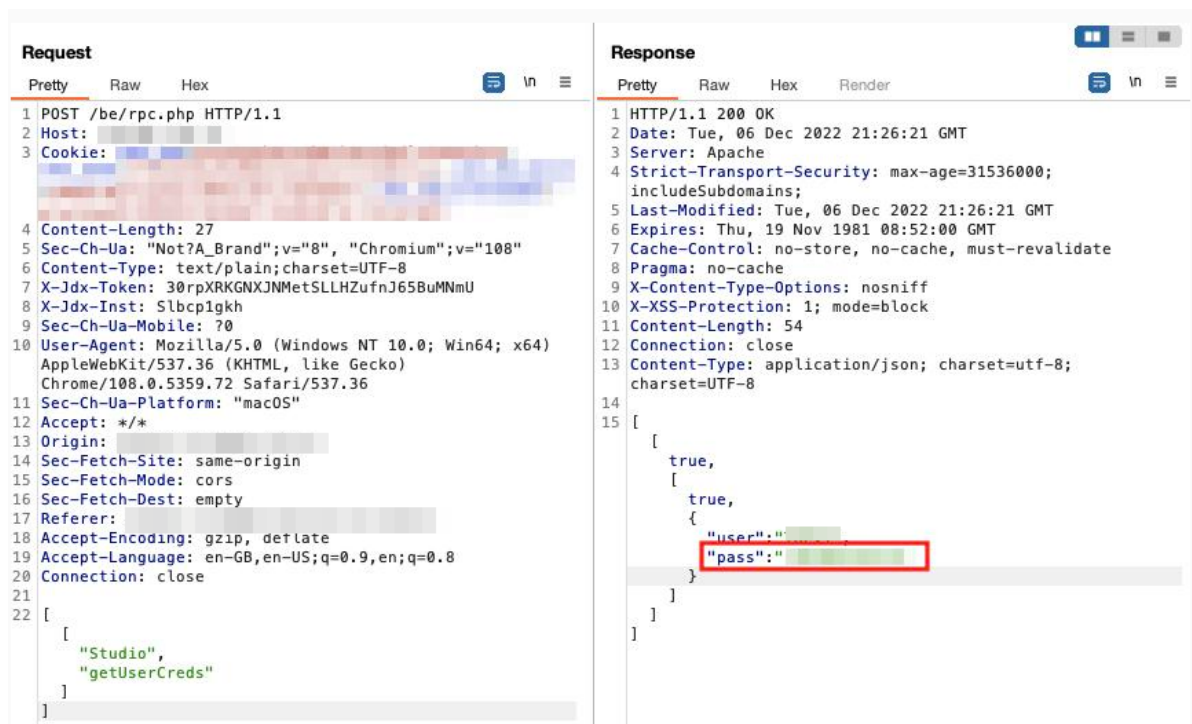 Request
Pretty Raw Hex \n
1 POST /be/rpc.php HTTP/1.1
2 Host:
3 Cookie:
4 Content-Length: 27
5 Sec-Ch-Ua: "Not?A_Brand";v="8", "Chromium";v="108"
6 Content-Type: text/plain;charset=UTF-8
7 X-Jdx-Token: 30rpXRKGNXJNMetSLLHZufnJ65BuMNmU
8 X-Jdx-Inst: Slbcp1gkh
9 Sec-Ch-Ua-Mobile: ?0
10 User-Agent: Mozilla/5.0 (Windows NT 10.0; Win64; x64)
AppleWebKit/537.36 (KHTML, like Gecko)
Chrome/108.0.5359.72 Safari/537.36
11 Sec-Ch-Ua-Platform: "macOS"
12 Accept: */*
13 Origin:
14 Sec-Fetch-Site: same-origin
15 Sec-Fetch-Mode: cors
16 Sec-Fetch-Dest: empty
17 Referer:
18 Accept-Encoding: gzip, deflate
19 Accept-Language: en-GB,en-US;q=0.9,en;q=0.8
20 Connection: close
21
22 [
[
"Studio",
"getUserCreds"
]
]
Response
Pretty Raw Hex Render \n
1 HTTP/1.1 200 OK
2 Date: Tue, 06 Dec 2022 21:26:21 GMT
3 Server: Apache
4 Strict-Transport-Security: max-age=31536000;
includeSubdomains;
5 Last-Modified: Tue, 06 Dec 2022 21:26:21 GMT
6 Expires: Thu, 19 Nov 1981 08:52:00 GMT
7 Cache-Control: no-store, no-cache, must-revalidate
8 Pragma: no-cache
9 X-Content-Type-Options: nosniff
10 X-XSS-Protection: 1; mode=block
11 Content-Length: 54
12 Connection: close
13 Content-Type: application/json; charset=utf-8;
charset=UTF-8
14
15 [
[
true,
[
true,
{
"user":"
"pass":"
}
]
]
]